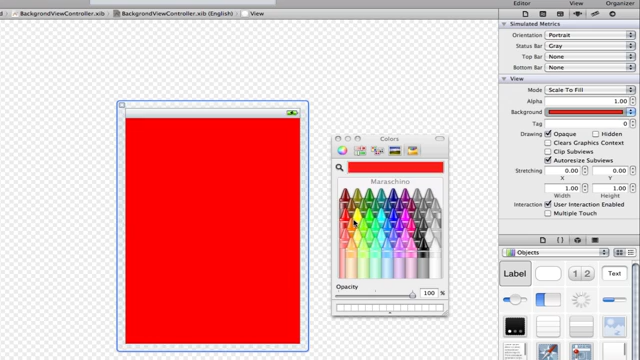 Editor View Organizer
BackgrondViewController.xib BackgrondViewController.xib (English) View
Simulated Metrics
Orientation Portrait
Status Bar Gray
Top Bar None
Bottom Bar None
View
Mode Scale To Fill
Alpha 1.00
Background
Tag 0
Drawing Opaque Hidden
Clears Graphics Context
Clip Subviews
Autoresize Subviews
Stretching 0.00 0.00
X Y
1.00 1.00
Width Height
Interaction User Interaction Enabled
Multiple Touch
Colors
Maraschino
Opacity
100 %
Objects
Label 1 2 Text